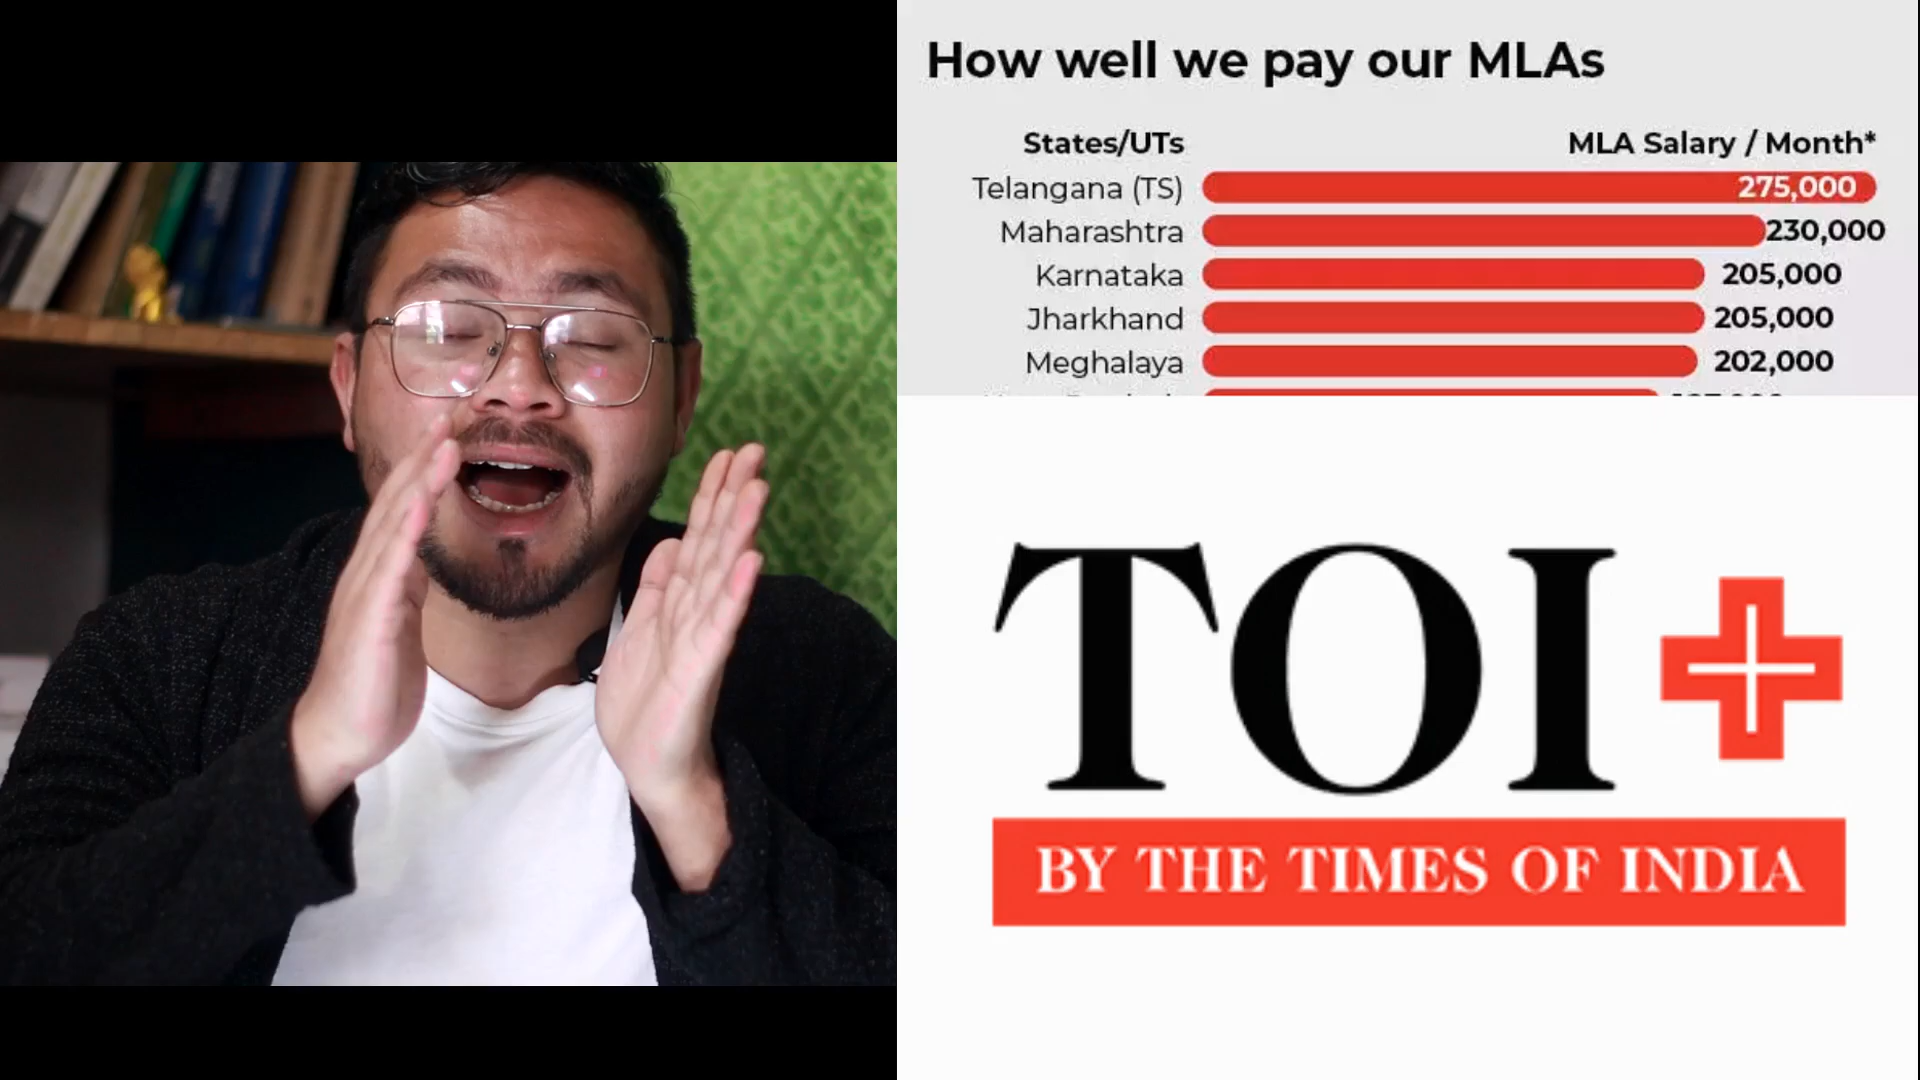 How well we pay our MLAs
States/UTs MLA Salary / Month*
Telangana (TS) 275,000
Maharashtra 230,000
Karnataka 205,000
Jharkhand 205,000
Meghalaya 202,000
TOI+
BY THE TIMES OF INDIA